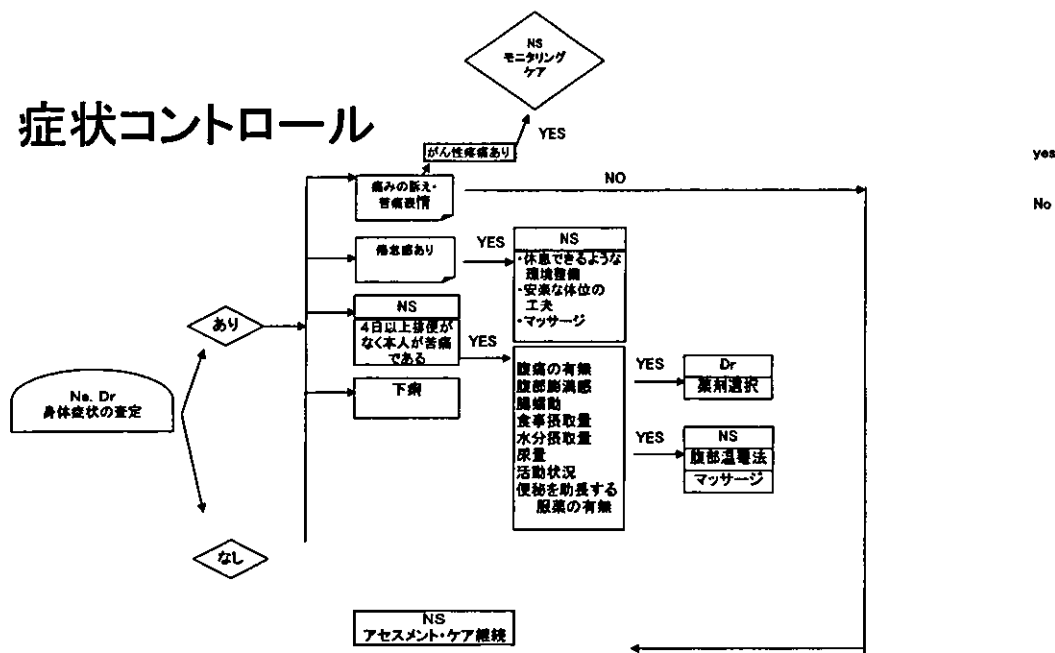 症状コントロール
NS
モニタリング
ケア
YES
がん性疼痛あり
痛みの訴え・
苦痛表情
NO
yes
No
倦怠感あり
YES
NS
・休息できるような
環境整備
・安楽な体位の
工夫
・マッサージ
あり
NS
4日以上排便が
なく本人が苦痛
である
YES
下痢
腹痛の有無
腹部膨満感
腸蠕動
食事摂取量
水分摂取量
尿量
活動状況
便秘を助長する
服薬の有無
YES
Dr
薬剤選択
YES
NS
腹部温罨法
マッサージ
Ns. Dr
身体症状の査定
なし
NS
アセスメント・ケア継続